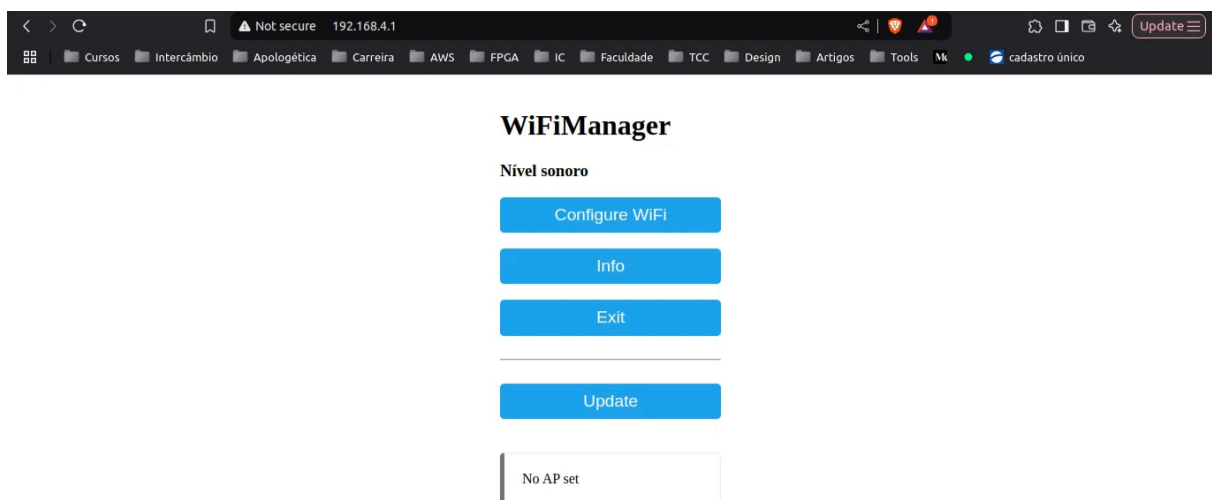 Not secure 192.168.4.1 1 Update
Cursos Intercâmbio Apologética Carreira AWS FPGA IC Faculdade TCC Design Artigos Tools cadastro único
WiFiManager
Nível sonoro
Configure WiFi
Info
Exit
Update
No AP set